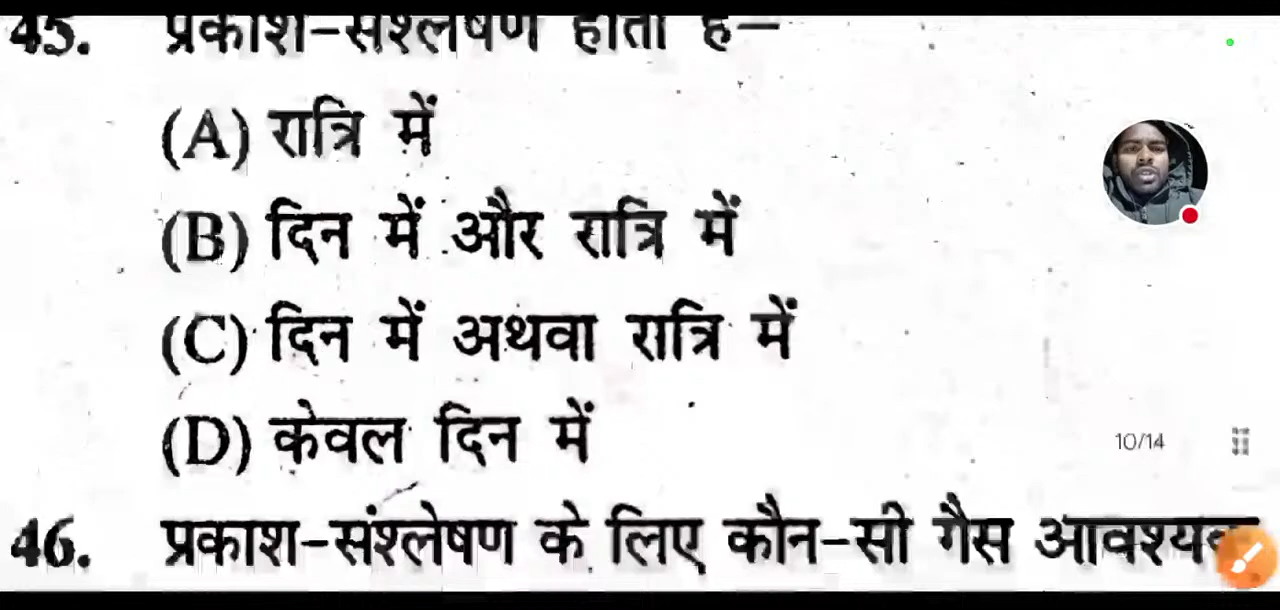 45. प्रकाश-संश्लेषण होता है—
(A) रात्रि में
(B) दिन में और रात्रि में
(C) दिन में अथवा रात्रि में
(D) केवल दिन में
10/14
46. प्रकाश-संश्लेषण के लिए कौन-सी गैस